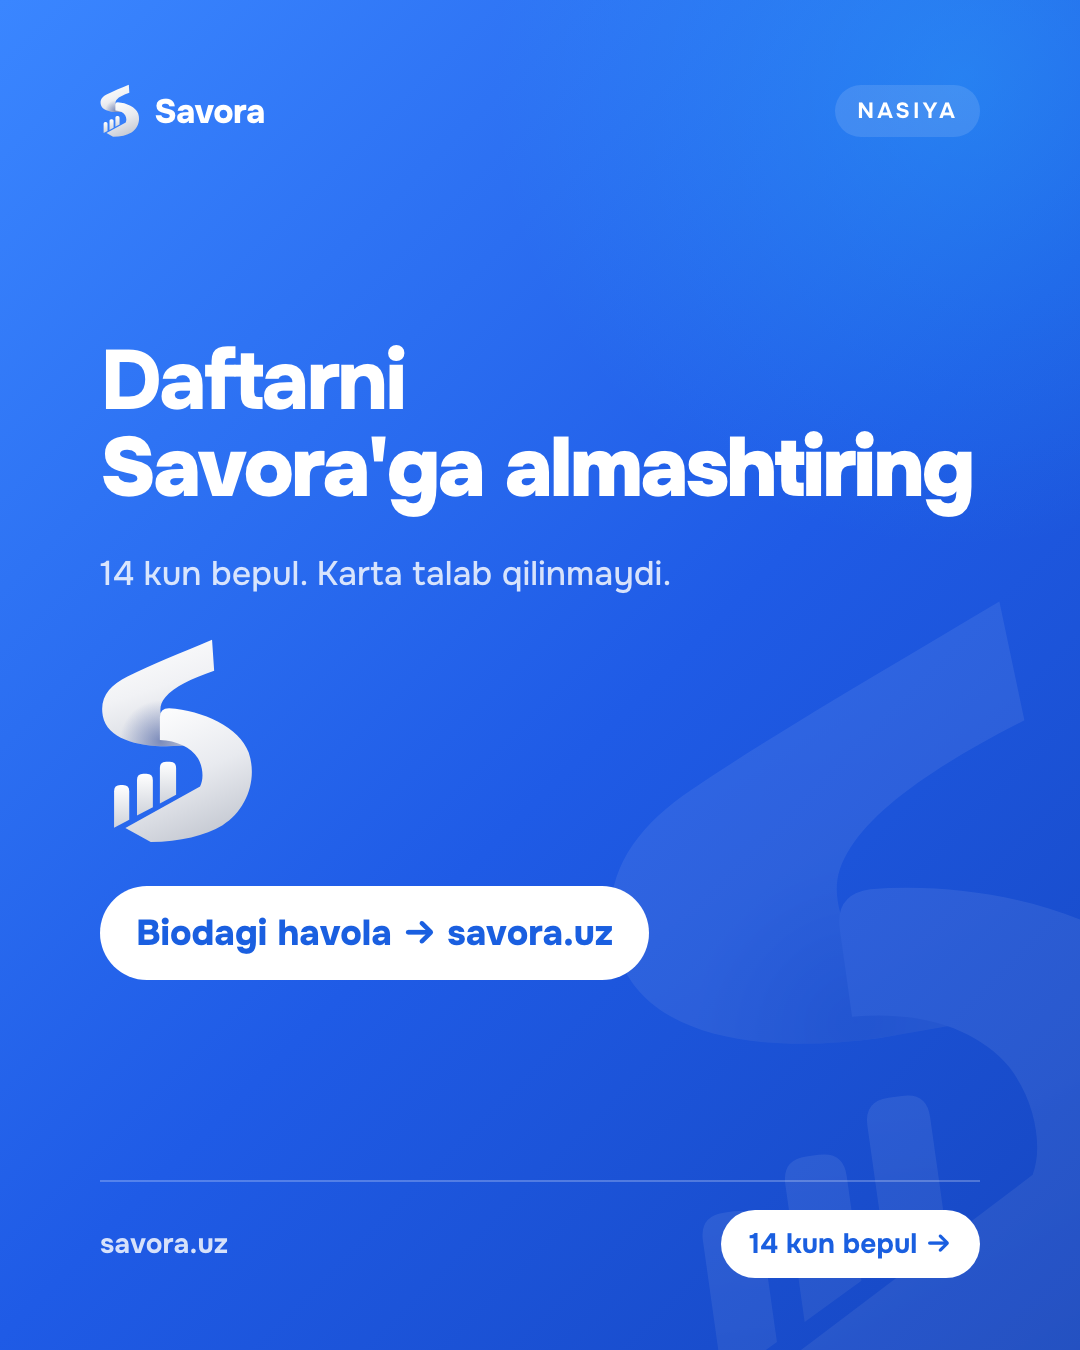 Savora
NASIYA
Daftarni
Savora'ga almashtiring
14 kun bepul. Karta talab qilinmaydi.
Biodagi havola → savora.uz
savora.uz
14 kun bepul →